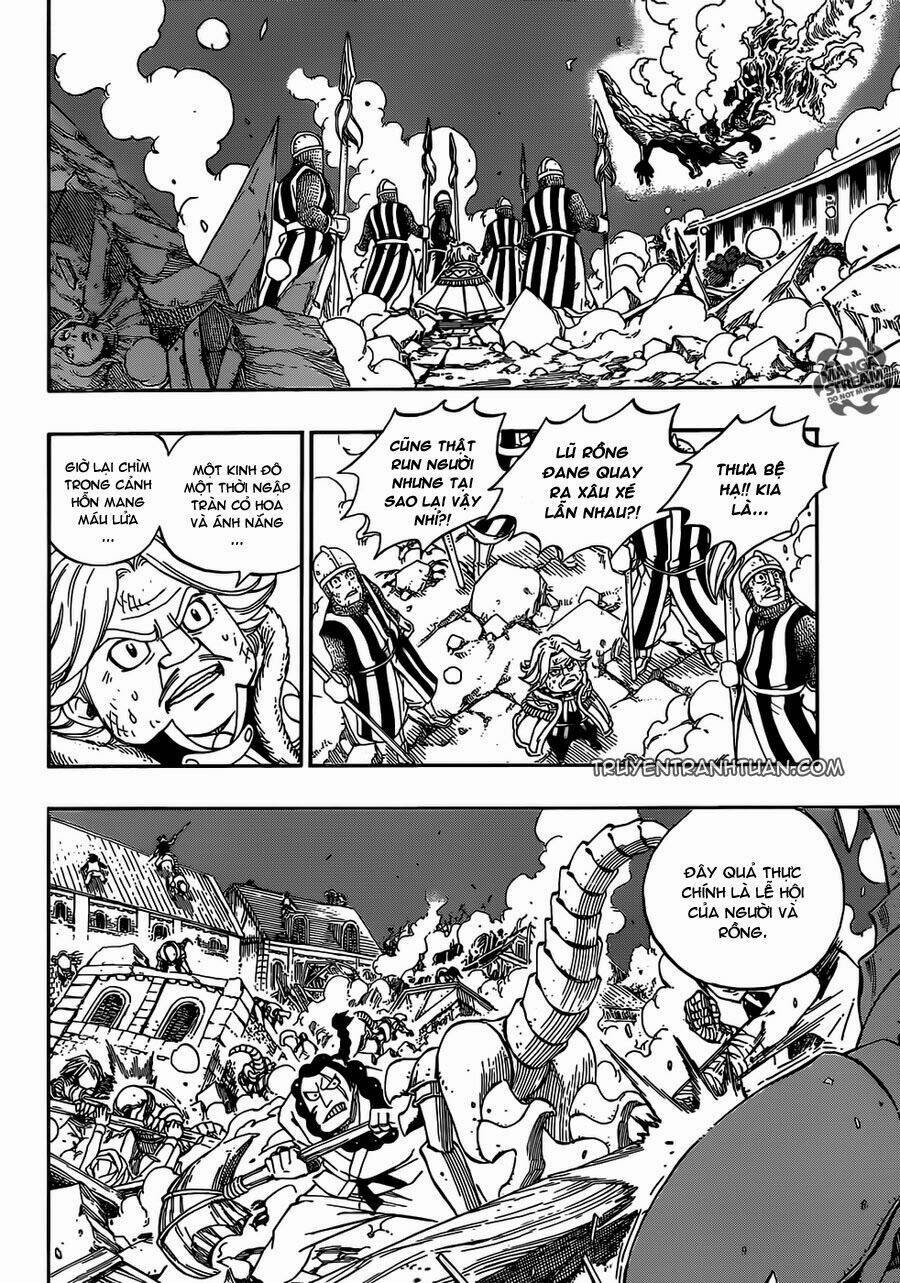 MANGA
STREAM
DO NOT MIRROR
THƯA BỆ
HẠ!! KIA
LÀ...
LŨ RỒNG
ĐANG QUAY
RA XÂU XÉ
LẪN NHAU?!
CŨNG THẬT
RUN NGƯỜI
NHƯNG TẠI
SAO LẠI VẬY
NHỈ?!
MỘT KINH ĐÔ
MỘT THỜI NGẬP
TRÀN CỎ HOA
VÀ ÁNH NẮNG
...
GIỜ LẠI CHÌM
TRONG CẢNH
HỖN MANG
MÁU LỬA
...
TRUYENTRANHTUAN.COM
ĐÂY QUẢ THỰC
CHÍNH LÀ LỄ HỘI
CỦA NGƯỜI VÀ
RỒNG.